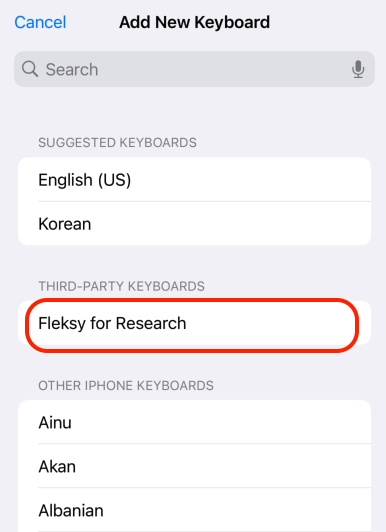 Cancel Add New Keyboard
Search
SUGGESTED KEYBOARDS
English (US)
Korean
THIRD-PARTY KEYBOARDS
Fleksy for Research
OTHER IPHONE KEYBOARDS
Ainu
Akan
Albanian